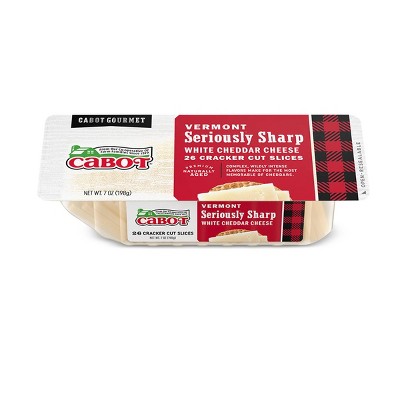 CABOT GOURMET
VERMONT
Seriously Sharp
WHITE CHEDDAR CHEESE
26 CRACKER CUT SLICES
PREMIUM
NATURALLY
AGED
COMPLEX, WILDLY INTENSE
FLAVORS MAKE FOR THE MOST
MEMORABLE OF CHEDDARS.
CABOT
NET WT. 7 OZ (198g)
OPEN
VERMONT
Seriously Sharp
WHITE CHEDDAR CHEESE
CABOT
26 CRACKER CUT SLICES
NET WT. 7 OZ (198g)